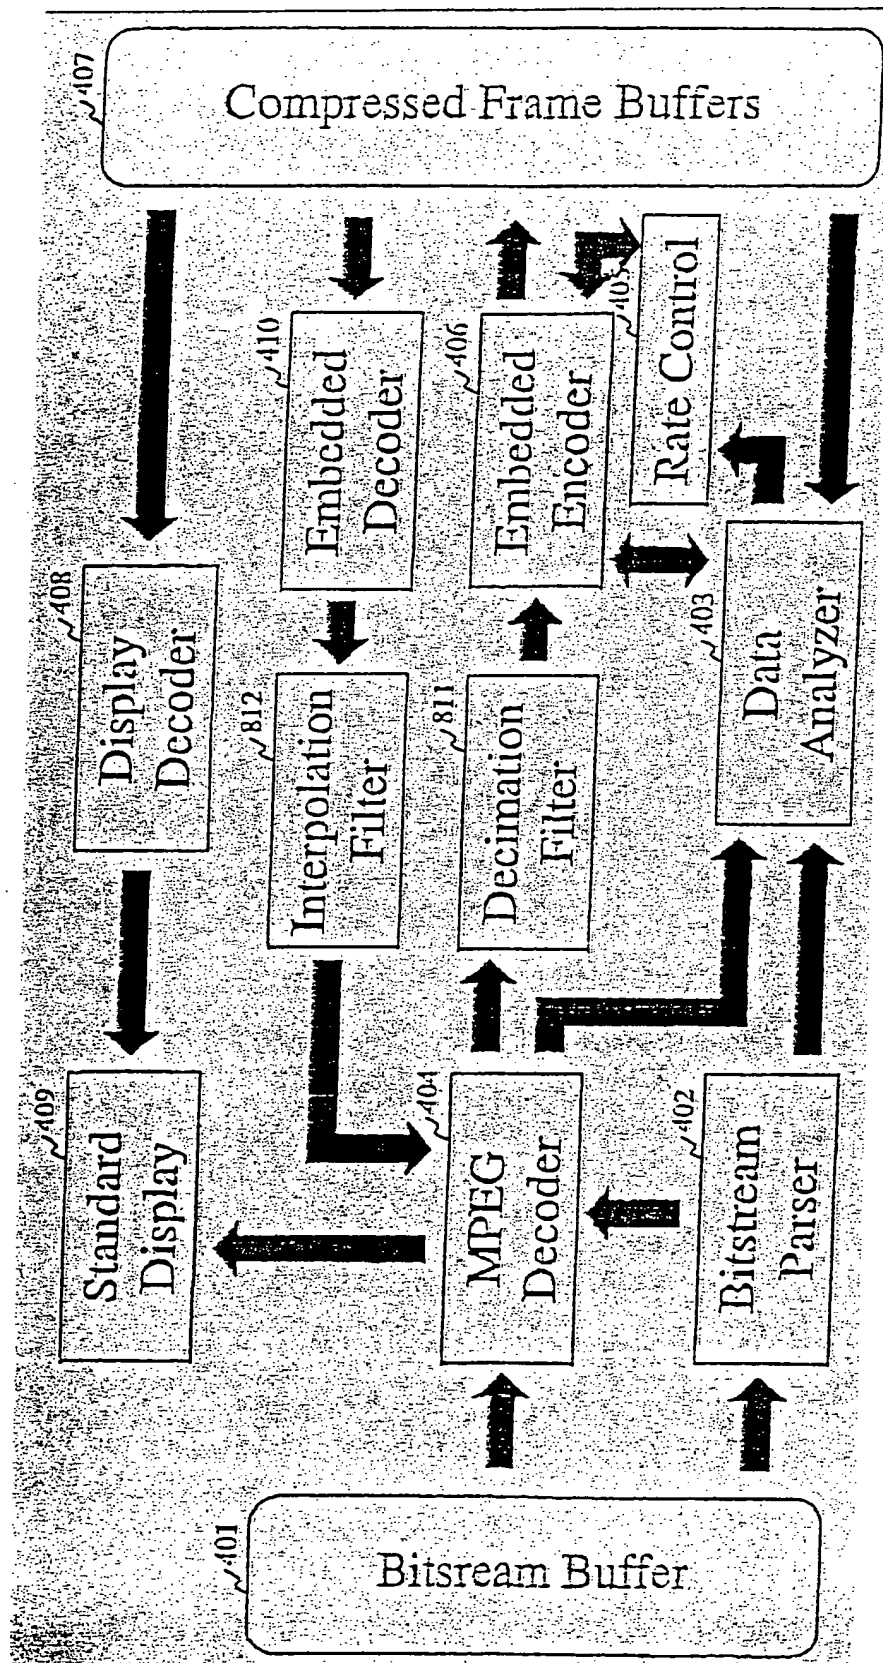 401
Bitsream Buffer
409
Standard
Display
404
MPEG
Decoder
402
Bitstream
Parser
408
Display
Decoder
812
Interpolation
Filter
811
Decimation
Filter
403
Data
Analyzer
410
Embedded
Decoder
406
Embedded
Encoder
405
Rate Control
407
Compressed Frame Buffers